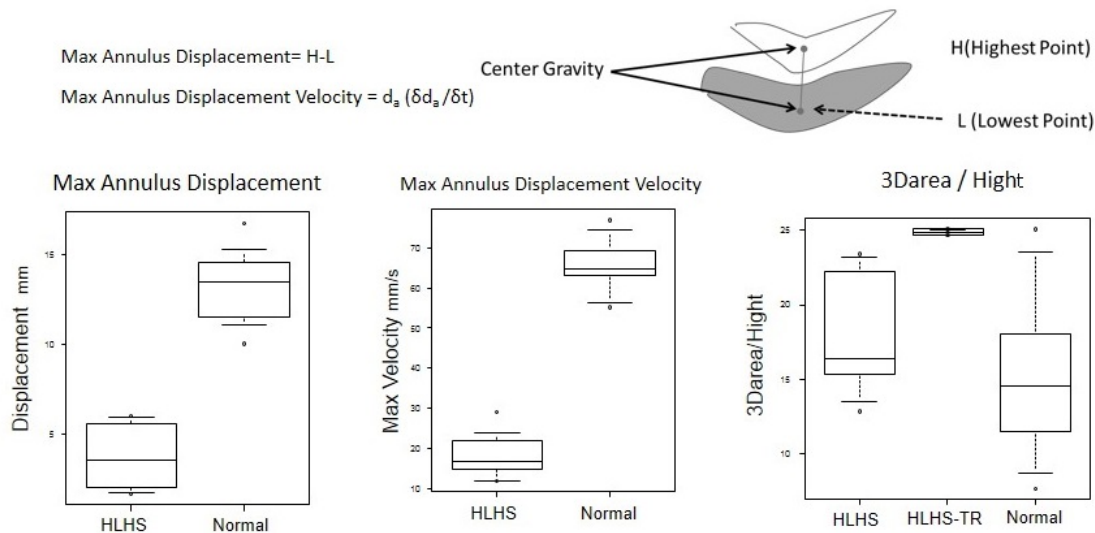 Max Annulus Displacement= H-L
Max Annulus Displacement Velocity = dₐ (δdₐ/δt)
Center Gravity
H(Highest Point)
L (Lowest Point)
Max Annulus Displacement
Displacement mm
15
10
5
HLHS Normal
Max Annulus Displacement Velocity
Max Velocity mm/s
70
60
50
40
30
20
10
HLHS Normal
3Darea / Hight
3Darea/Hight
25
20
15
10
HLHS HLHS-TR Normal